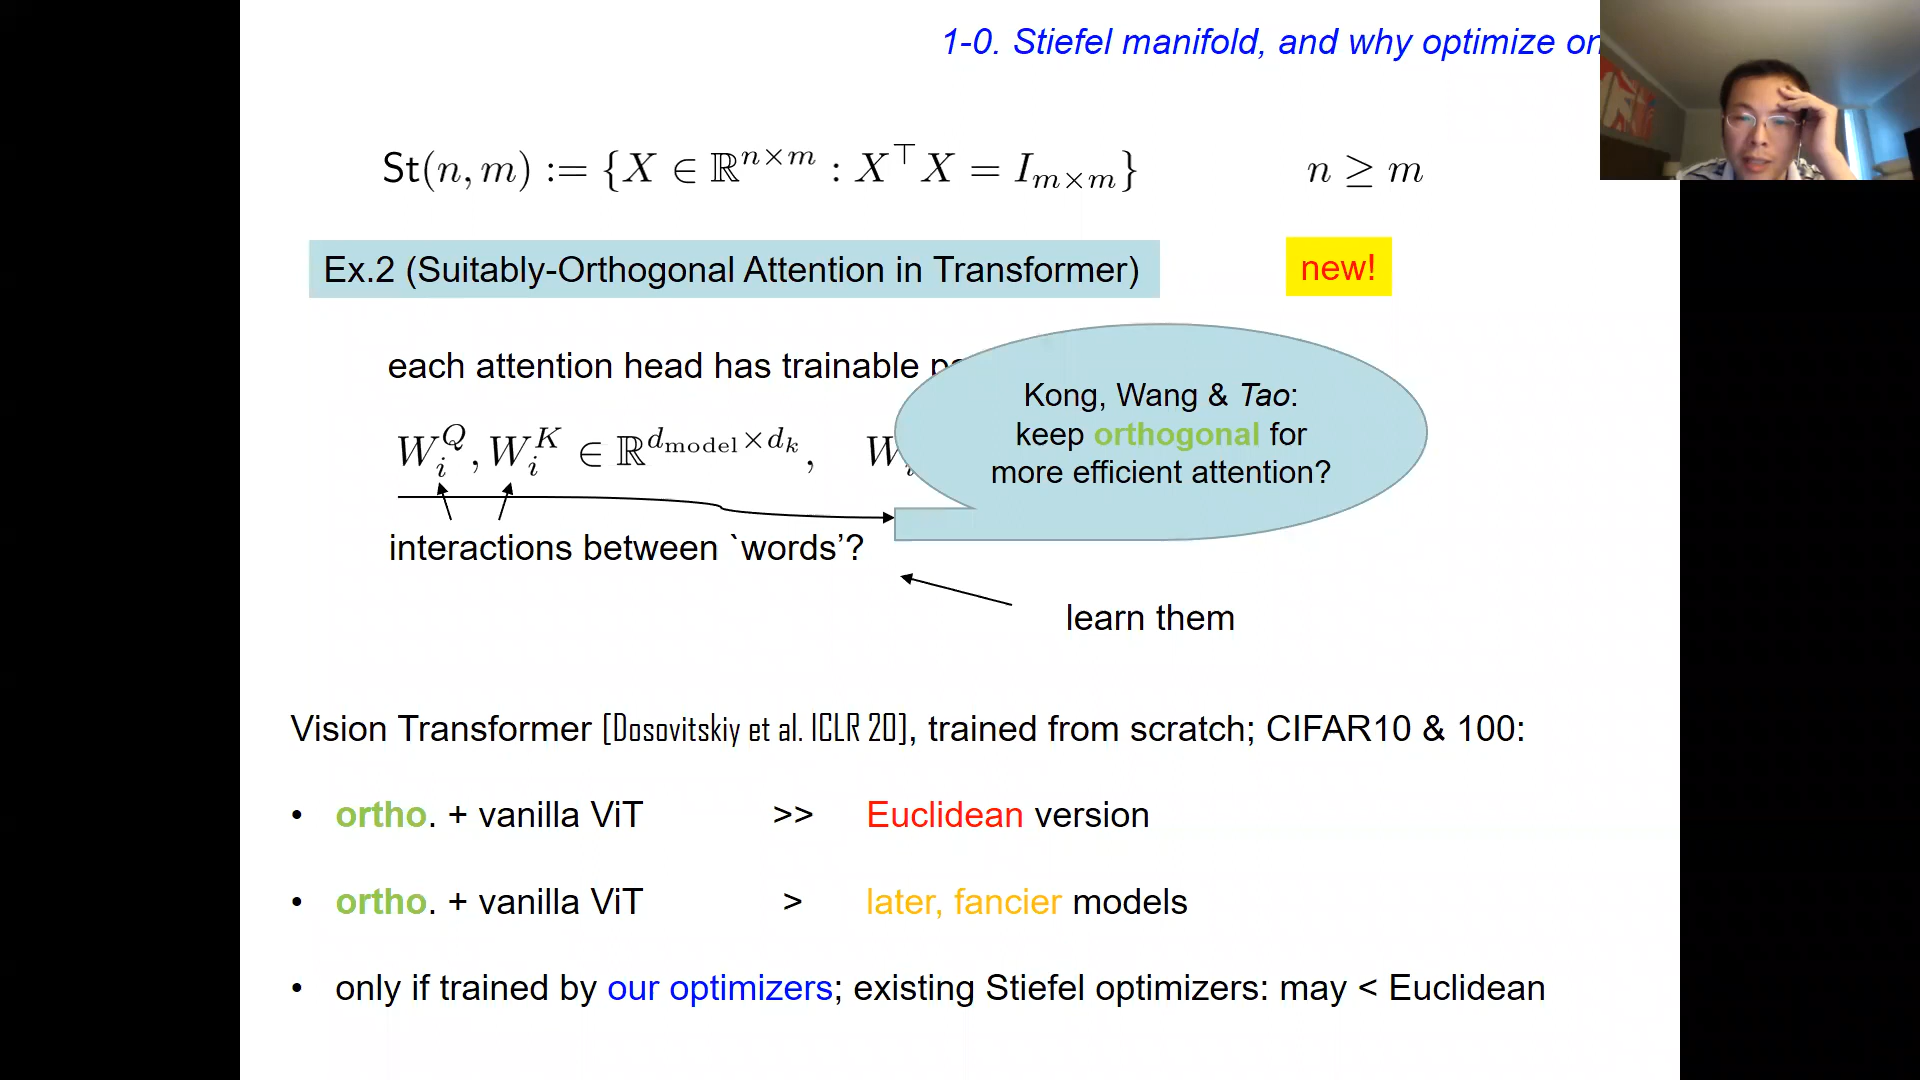 1-0. Stiefel manifold, and why optimize on
St(n, m) := {X ∈ ℝ^{n×m} : X^⊤ X = I_{m×m}} n ≥ m
Ex.2 (Suitably-Orthogonal Attention in Transformer) new!
each attention head has trainable
Kong, Wang & Tao:
keep orthogonal for
more efficient attention?
W_i^Q, W_i^K ∈ ℝ^{d_model×d_k}, W_i
interactions between `words’?
learn them
Vision Transformer [Dosovitskiy et al. ICLR 20], trained from scratch; CIFAR10 & 100:
• ortho. + vanilla ViT >> Euclidean version
• ortho. + vanilla ViT > later, fancier models
• only if trained by our optimizers; existing Stiefel optimizers: may < Euclidean